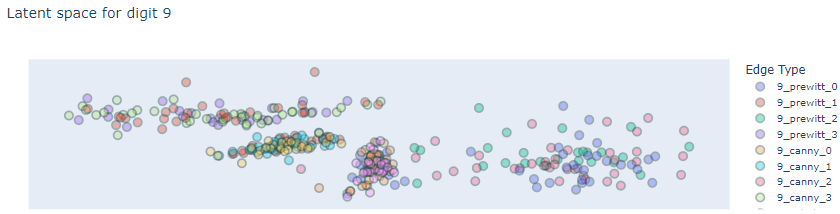 Latent space for digit 9
Edge Type
9_prewitt_0
9_prewitt_1
9_prewitt_2
9_prewitt_3
9_canny_0
9_canny_1
9_canny_2
9_canny_3